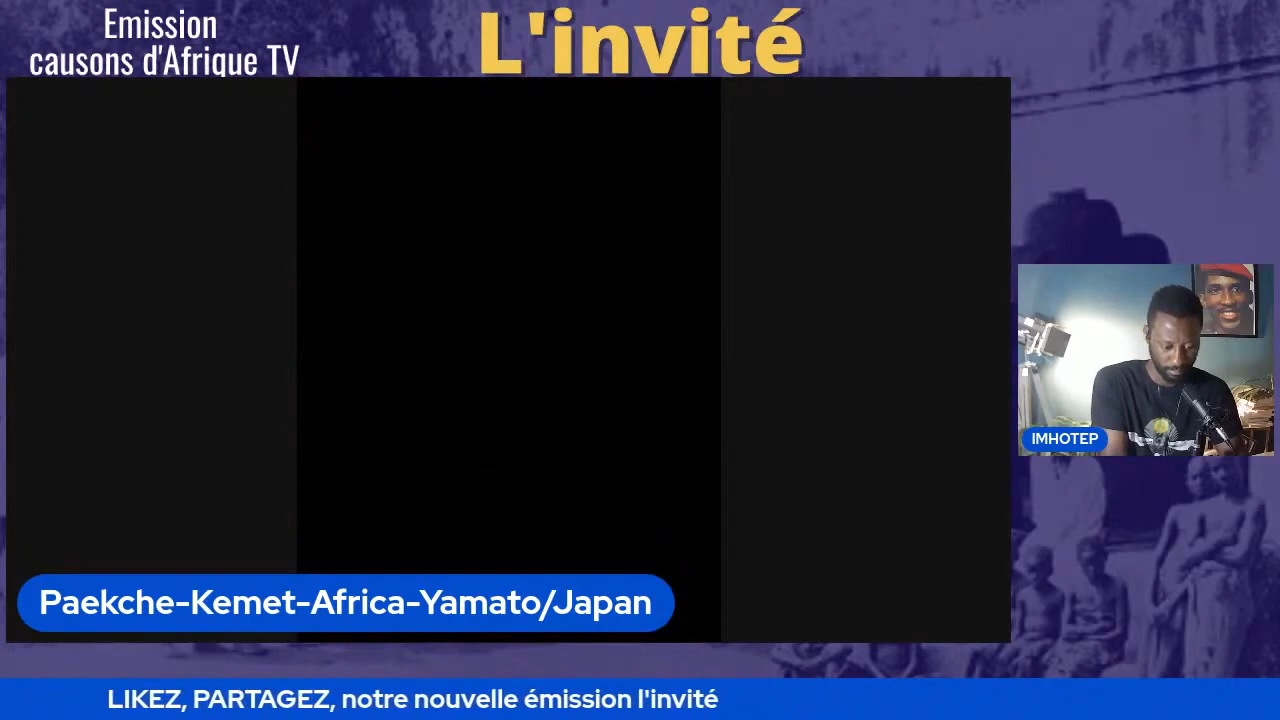 Emission
causons d'Afrique TV
L'invité
IMHOTEP
Paekche-Kemet-Africa-Yamato/Japan
LIKEZ, PARTAGEZ, notre nouvelle émission l'invité